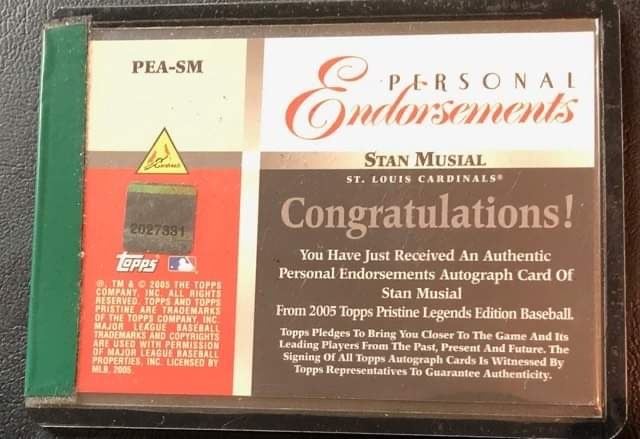 PEA-SM
PERSONAL
Endorsements
STAN MUSIAL
ST. LOUIS CARDINALS®
Congratulations!
You Have Just Received An Authentic
Personal Endorsements Autograph Card Of
Stan Musial
From 2005 Topps Pristine Legends Edition Baseball.
Topps Pledges To Bring You Closer To The Game And Its
Leading Players From The Past, Present And Future. The
Signing Of All Topps Autograph Cards Is Witnessed By
Topps Representatives To Guarantee Authenticity.
Cardinals
2027331
Topps
®, TM & © 2005 THE TOPPS
COMPANY, INC. ALL RIGHTS
RESERVED. TOPPS AND TOPPS
PRISTINE ARE TRADEMARKS
OF THE TOPPS COMPANY, INC.
MAJOR LEAGUE BASEBALL
TRADEMARKS AND COPYRIGHTS
ARE USED WITH PERMISSION
OF MAJOR LEAGUE BASEBALL
PROPERTIES, INC. LICENSED BY
MLB. 2005.